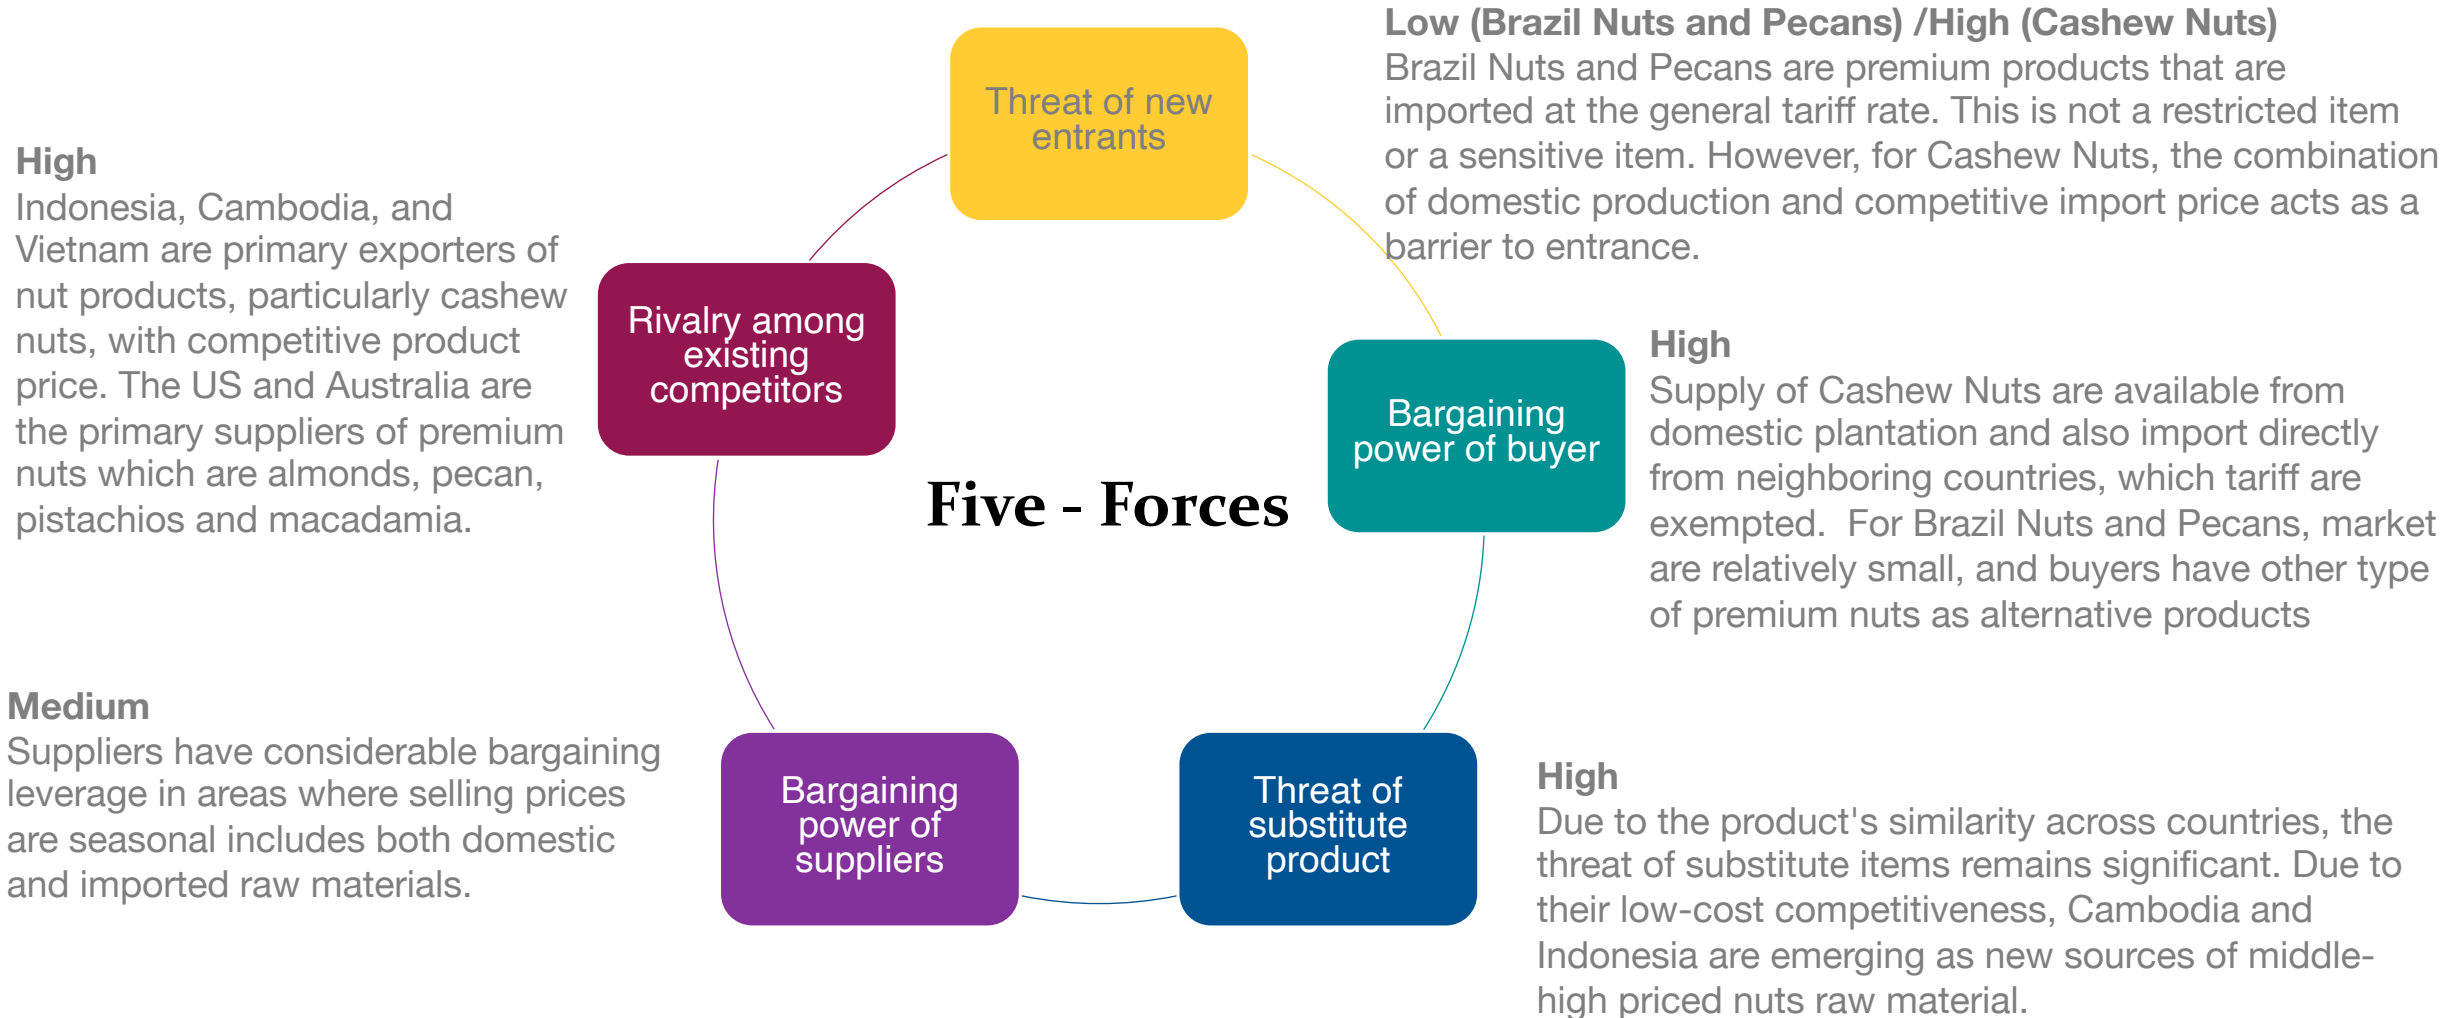 Threat of new
entrants
Low (Brazil Nuts and Pecans) /High (Cashew Nuts)
Brazil Nuts and Pecans are premium products that are
imported at the general tariff rate. This is not a restricted item
or a sensitive item. However, for Cashew Nuts, the combination
of domestic production and competitive import price acts as a
barrier to entrance.
Bargaining
power of buyer
High
Supply of Cashew Nuts are available from
domestic plantation and also import directly
from neighboring countries, which tariff are
exempted.  For Brazil Nuts and Pecans, market
are relatively small, and buyers have other type
of premium nuts as alternative products
Threat of
substitute
product
High
Due to the product's similarity across countries, the
threat of substitute items remains significant. Due to
their low-cost competitiveness, Cambodia and
Indonesia are emerging as new sources of middle-
high priced nuts raw material.
Bargaining
power of
suppliers
Medium
Suppliers have considerable bargaining
leverage in areas where selling prices
are seasonal includes both domestic
and imported raw materials.
Rivalry among
existing
competitors
High
Indonesia, Cambodia, and
Vietnam are primary exporters of
nut products, particularly cashew
nuts, with competitive product
price. The US and Australia are
the primary suppliers of premium
nuts which are almonds, pecan,
pistachios and macadamia.
Five - Forces